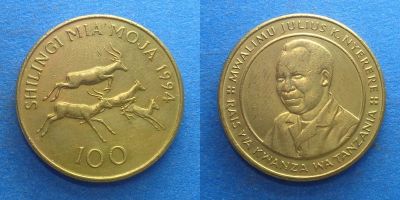 SHILINGI MIA MOJA 1994
100
MWALIMU JULIUS K. NYERERE
RAIS WA KWANZA WA TANZANIA